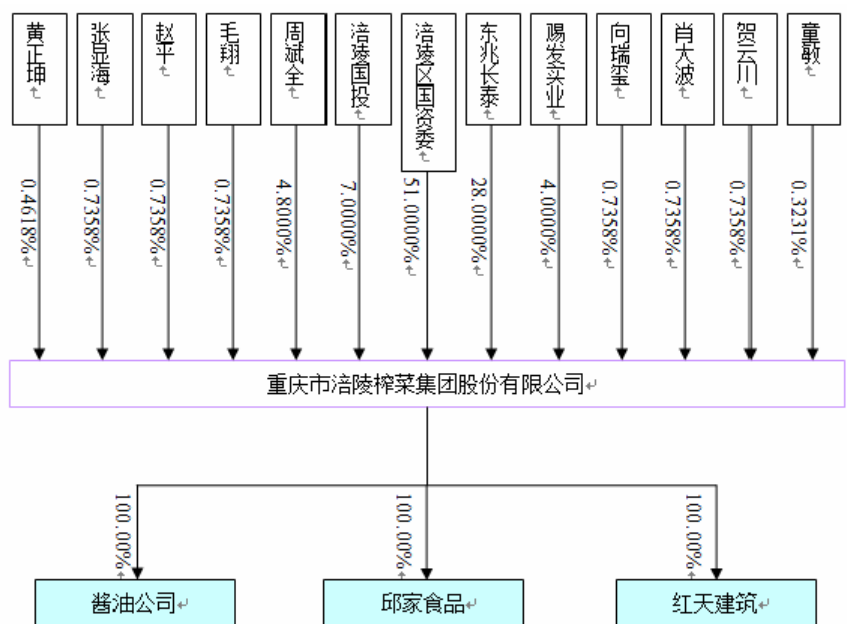 黄正坤
张显海
赵平
毛翔
周斌全
涪陵国投
涪陵区国资委
东兆长泰
赐发实业
向瑞玺
肖大波
贺云川
童敏
0.4618%
0.7358%
0.7358%
0.7358%
4.8000%
7.0000%
51.0000%
28.0000%
4.0000%
0.7358%
0.7358%
0.7358%
0.3231%
重庆市涪陵榨菜集团股份有限公司
100.00%
100.00%
100.00%
酱油公司
邱家食品
红天建筑